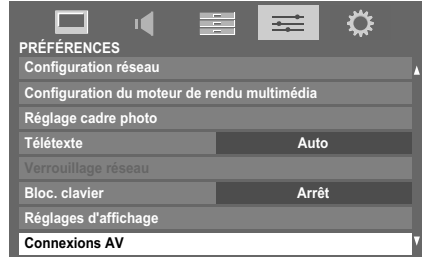 PRÉFÉRENCES
Configuration réseau
Configuration du moteur de rendu multimédia
Réglage cadre photo
Télétexte Auto
Verrouillage réseau
Bloc. clavier Arrêt
Réglages d'affichage
Connexions AV